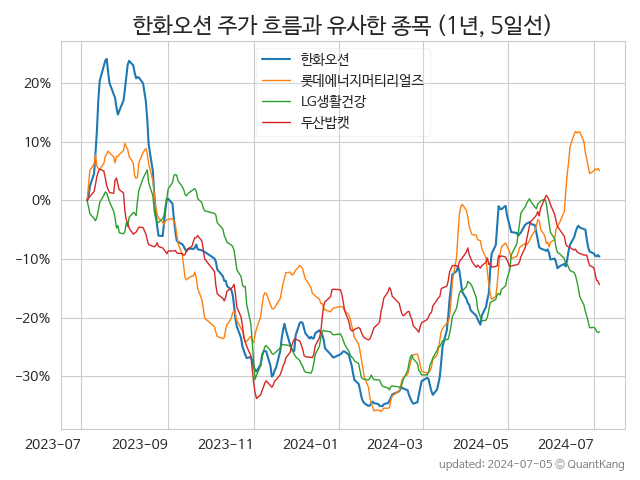 한화오션 주가 흐름과 유사한 종목 (1년, 5일선)
한화오션
롯데에너지머티리얼즈
LG생활건강
두산밥캣
20%
10%
0%
−10%
−20%
−30%
2023-07 2023-09 2023-11 2024-01 2024-03 2024-05 2024-07
updated: 2024-07-05 © QuantKang